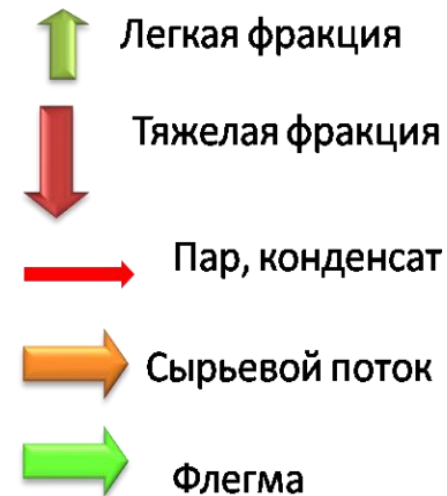 Легкая фракция
Тяжелая фракция
Пар, конденсат
Сырьевой поток
Флегма